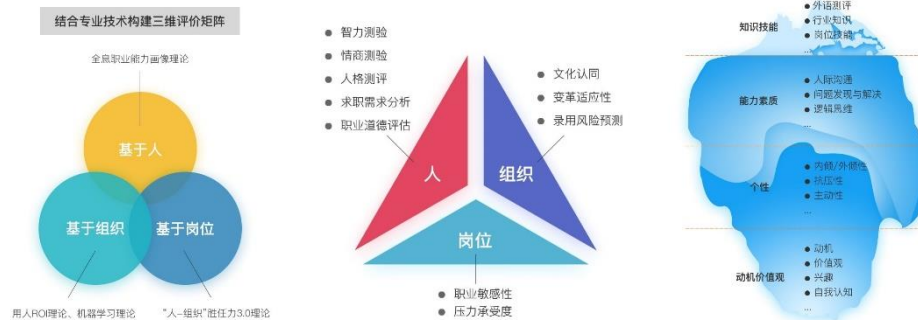 结合专业技术构建三维评价矩阵
全息职业能力画像理论
基于人
基于组织
基于岗位
用人ROI理论、机器学习理论
“人-组织”胜任力3.0理论
● 智力测验
● 情商测验
● 人格测评
● 求职需求分析
● 职业道德评估
● 文化认同
● 变革适应性
● 录用风险预测
人
组织
岗位
● 职业敏感性
● 压力承受度
知识技能
● 外语测评
● 行业知识
● 岗位技能
...
能力素质
● 人际沟通
● 问题发现与解决
● 逻辑思维
...
个性
● 内倾/外倾性
● 抗压性
● 主动性
...
动机价值观
● 动机
● 价值观
● 兴趣
● 自我认知
...